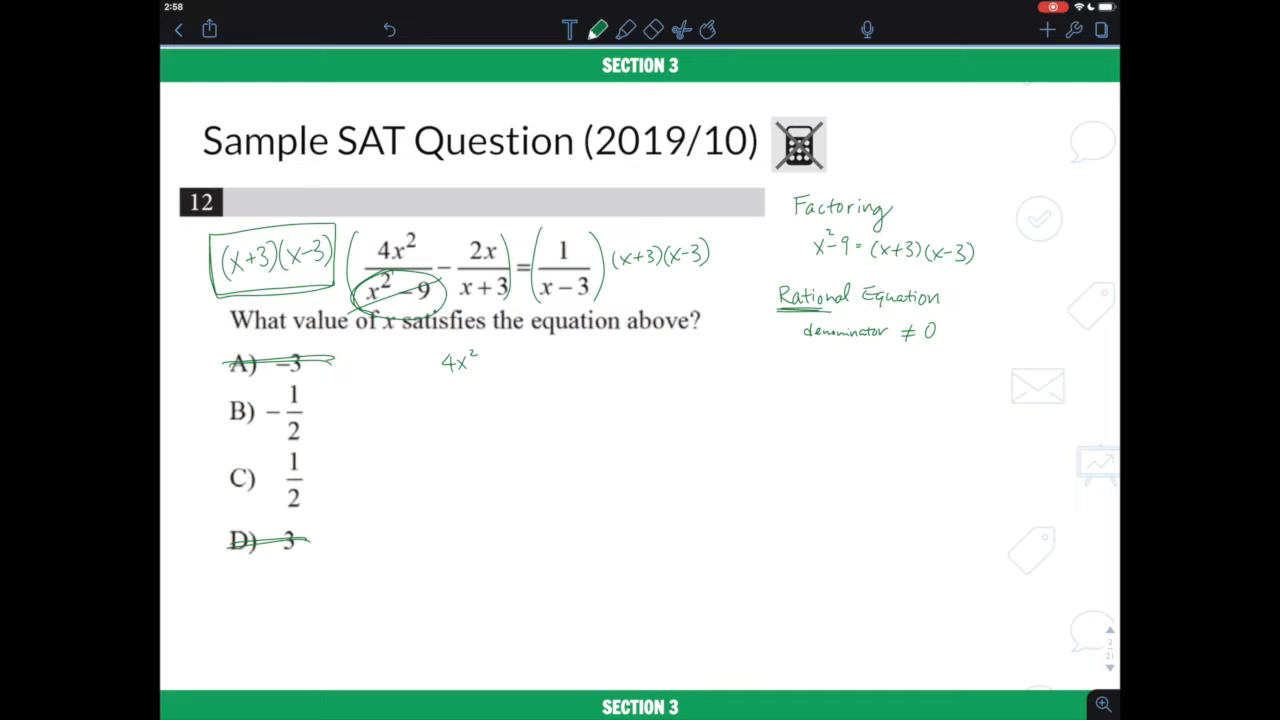 2:58
SECTION 3
Sample SAT Question (2019/10)
12
(x+3)(x-3) ( 4x² / x² – 9 − 2x / x + 3 ) = ( 1 / x − 3 ) (x+3)(x-3)
What value of x satisfies the equation above?
A) −3
B) − 1/2
C) 1/2
D) 3
4x²
Factoring
x²-9 = (x+3)(x-3)
Rational Equation
denominator ≠ 0
2
21
SECTION 3